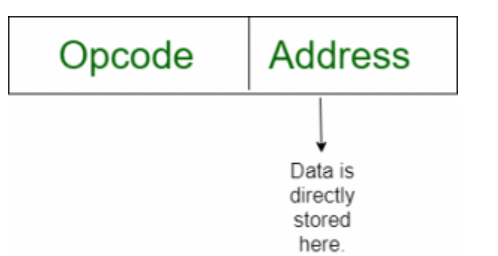 Opcode Address
Data is
directly
stored
here.